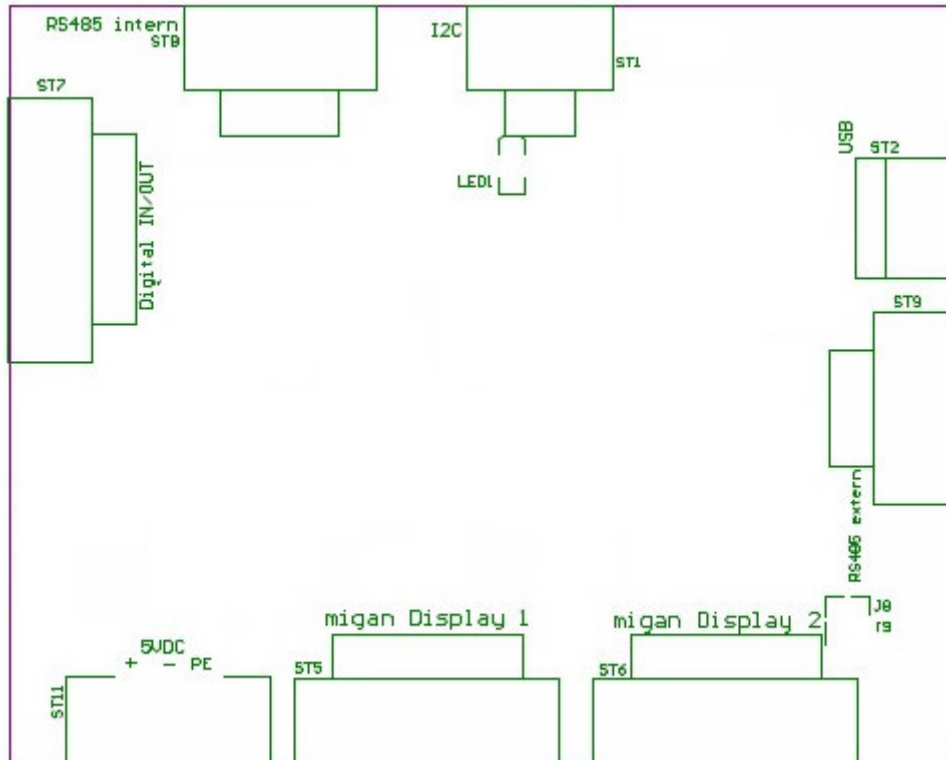 RS485 intern
ST8
I2C
ST1
ST7
USB
ST2
LED1
Digital IN/OUT
ST9
RS485 extern
J8
migan Display 1
migan Display 2
5VDC
+ - PE
ST5
ST6
ST11